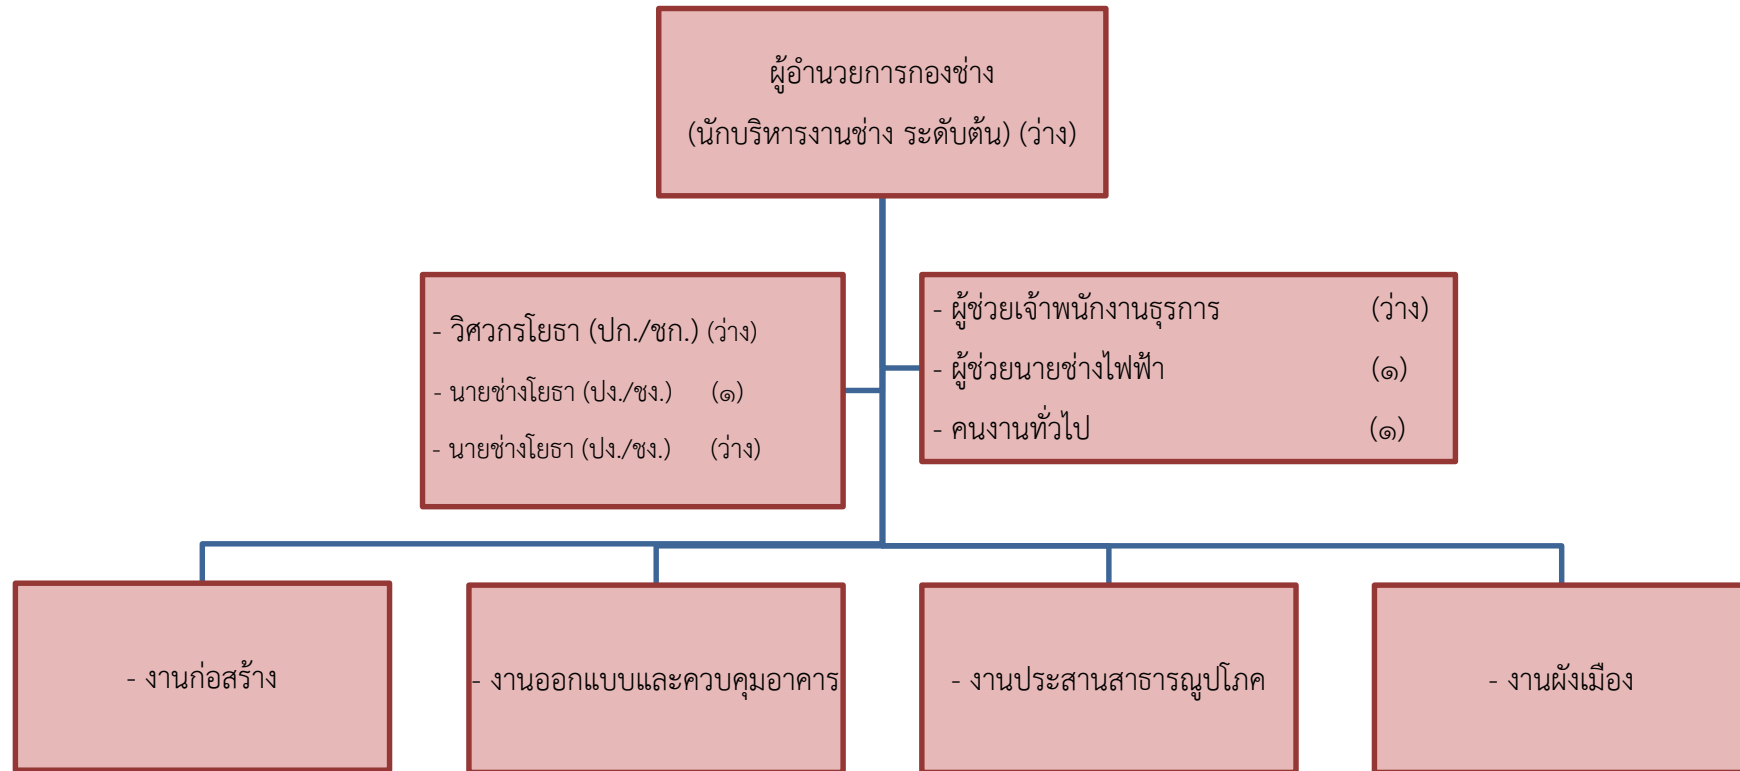 ผู้อำนวยการกองช่าง
(นักบริหารงานช่าง ระดับต้น) (ว่าง)
- วิศวกรโยธา (ปก./ชก.) (ว่าง)
- นายช่างโยธา (ปง./ชง.) (๑)
- นายช่างโยธา (ปง./ชง.) (ว่าง)
- ผู้ช่วยเจ้าพนักงานธุรการ (ว่าง)
- ผู้ช่วยนายช่างไฟฟ้า (๑)
- คนงานทั่วไป (๑)
- งานก่อสร้าง
- งานออกแบบและควบคุมอาคาร
- งานประสานสาธารณูปโภค
- งานผังเมือง